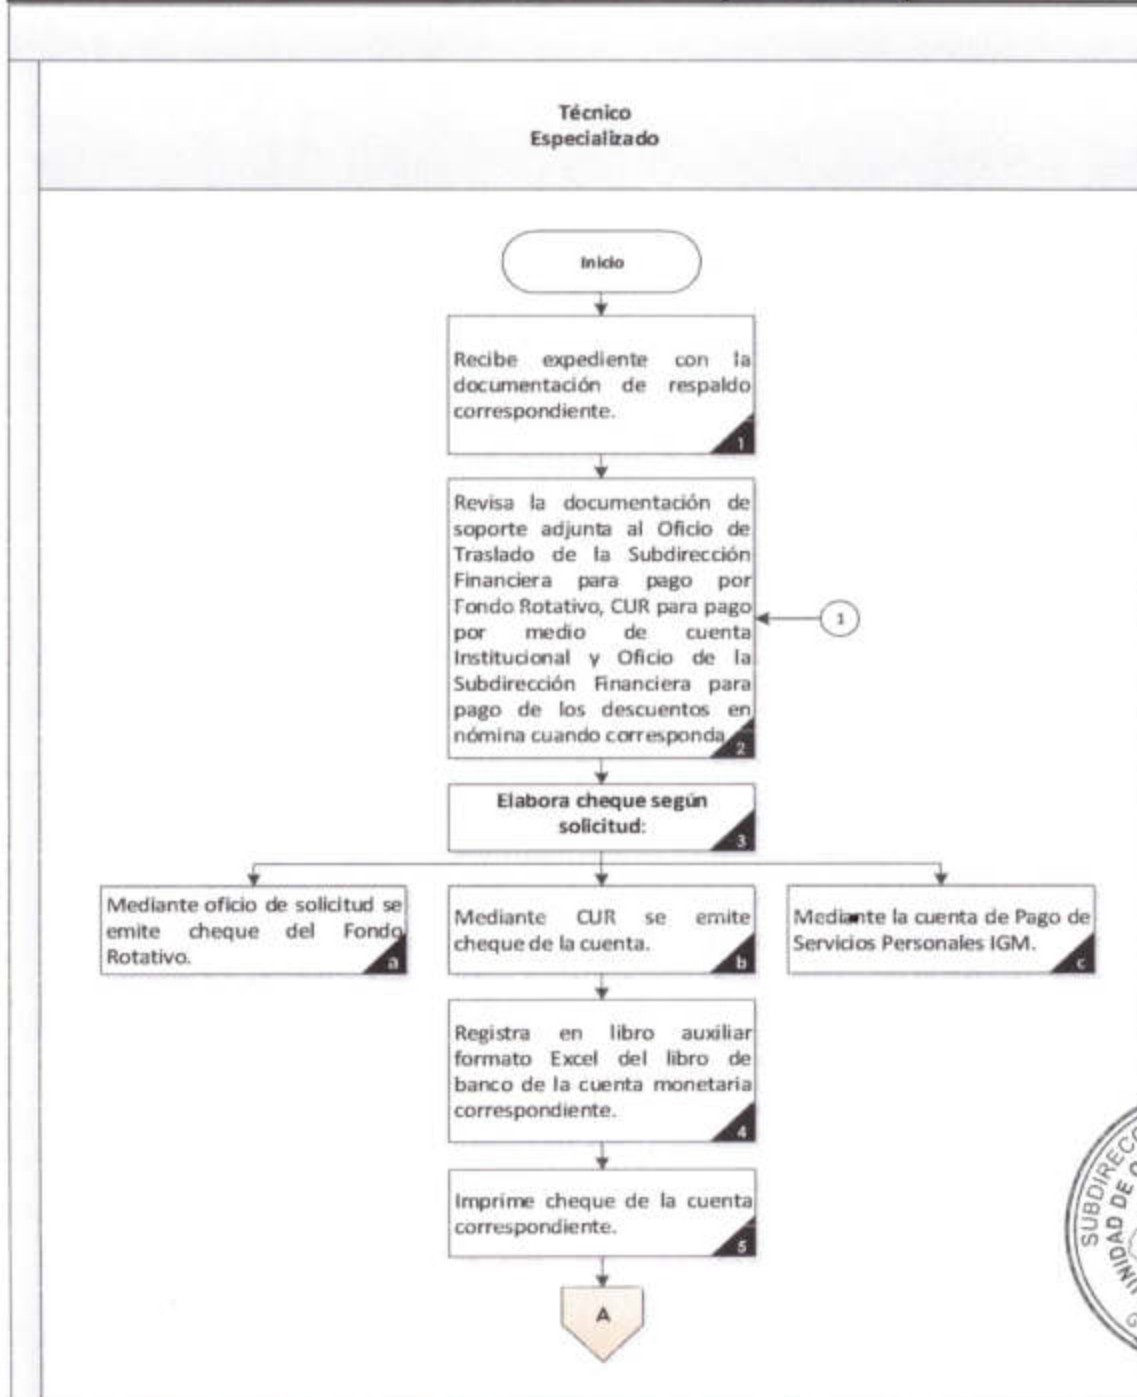 Técnico
Especializado
Inicio
Recibe expediente con la
documentación de respaldo
correspondiente.
1
Revisa la documentación de
soporte adjunta al Oficio de
Traslado de la Subdirección
Financiera para pago por
Fondo Rotativo, CUR para pago
por medio de cuenta
Institucional y Oficio de la
Subdirección Financiera para
pago de los descuentos en
nómina cuando corresponda
2
1
Elabora cheque según
solicitud:
3
Mediante oficio de solicitud se
emite cheque del Fondo
Rotativo.
a
Mediante CUR se emite
cheque de la cuenta.
b
Mediante la cuenta de Pago de
Servicios Personales IGM.
c
Registra en libro auxiliar
formato Excel del libro de
banco de la cuenta monetaria
correspondiente.
4
Imprime cheque de la cuenta
correspondiente.
5
A
SUBDIRECC
UNIDAD DE